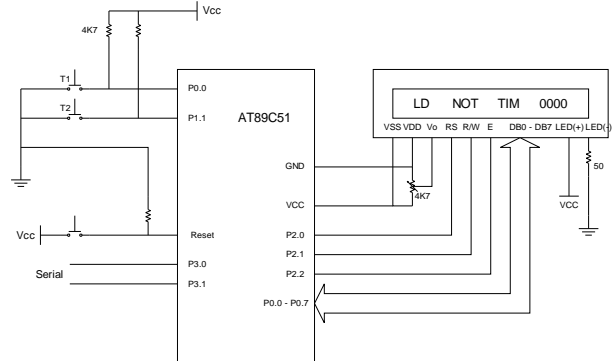 Vcc
4K7
T1
P0.0
T2
P1.1
AT89C51
LD NOT TIM 0000
VSS VDD Vo RS R/W E DB0 - DB7 LED(+) LED(-)
GND
50
4K7
VCC
VCC
P2.0
Vcc
Reset
P2.1
P3.0
P2.2
Serial
P3.1
P0.0 - P0.7